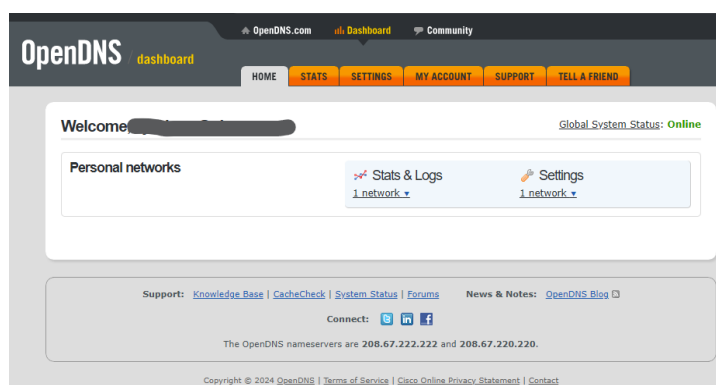 OpenDNS.com Dashboard Community
OpenDNS / dashboard
HOME STATS SETTINGS MY ACCOUNT SUPPORT TELL A FRIEND
Welcome,
Global System Status: Online
Personal networks
Stats & Logs Settings
1 network ▼ 1 network ▼
Support: Knowledge Base | CacheCheck | System Status | Forums News & Notes: OpenDNS Blog
Connect:
The OpenDNS nameservers are 208.67.222.222 and 208.67.220.220.
Copyright © 2024 OpenDNS | Terms of Service | Cisco Online Privacy Statement | Contact